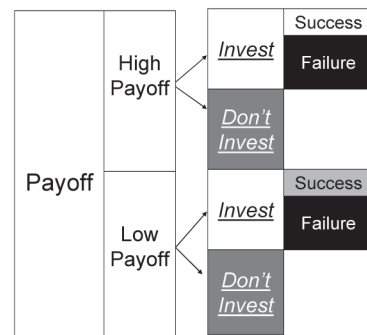 Payoff
High
Payoff
Invest
Success
Failure
Don't
Invest
Low
Payoff
Invest
Success
Failure
Don't
Invest